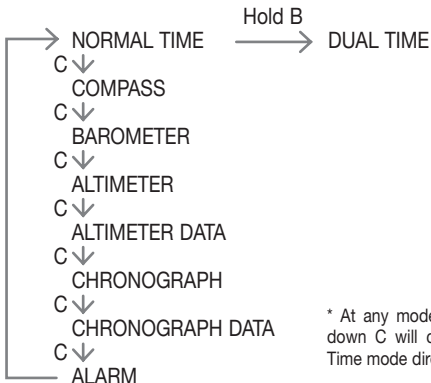 Hold B
NORMAL TIME
DUAL TIME
C
COMPASS
C
BAROMETER
C
ALTIMETER
C
ALTIMETER DATA
C
CHRONOGRAPH
C
CHRONOGRAPH DATA
C
ALARM
* At any mode
down C will
Time mode